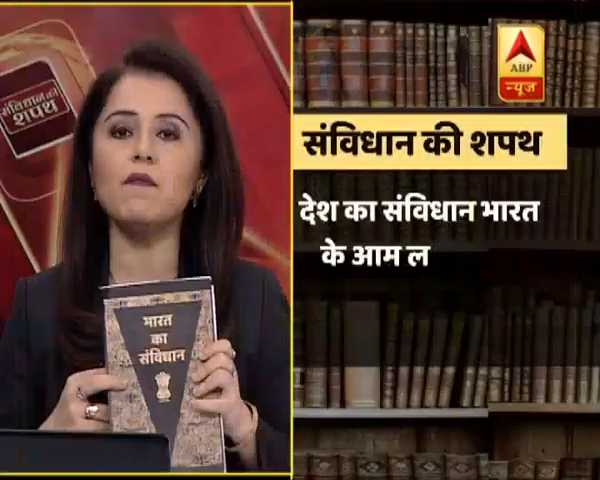 संविधान की
शपथ
भारत
का
संविधान
ABP
न्यूज़
संविधान की शपथ
देश का संविधान भारत
के आम ल